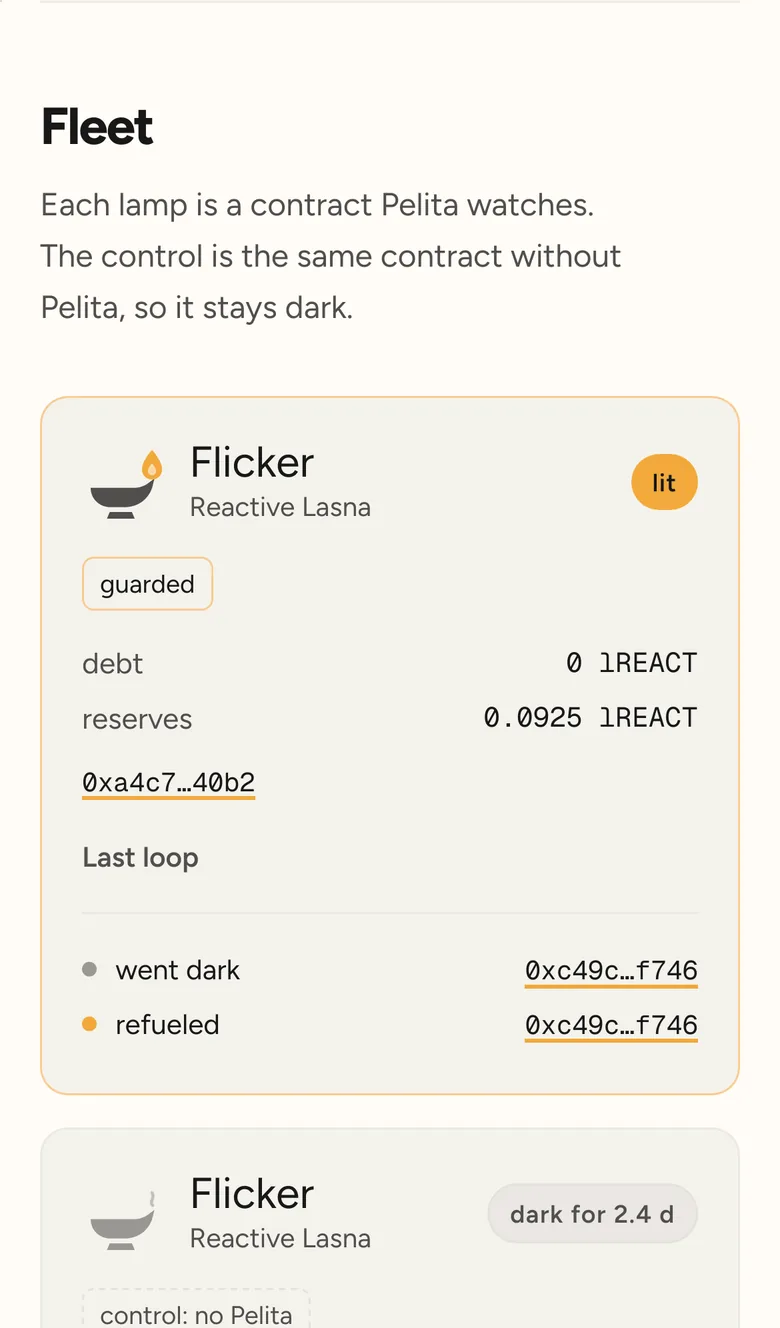 Fleet
Each lamp is a contract Pelita watches.
The control is the same contract without
Pelita, so it stays dark.
Flicker
Reactive Lasna
lit
guarded
debt 0 lREACT
reserves 0.0925 lREACT
0xa4c7…40b2
Last loop
went dark 0xc49c…f746
refueled 0xc49c…f746
Flicker
Reactive Lasna
dark for 2.4 d
control: no Pelita